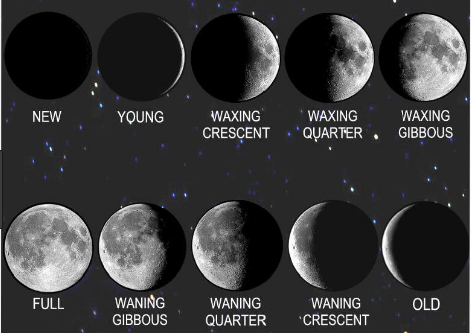 NEW
YOUNG
WAXING
CRESCENT
WAXING
QUARTER
WAXING
GIBBOUS
FULL
WANING
GIBBOUS
WANING
QUARTER
WANING
CRESCENT
OLD